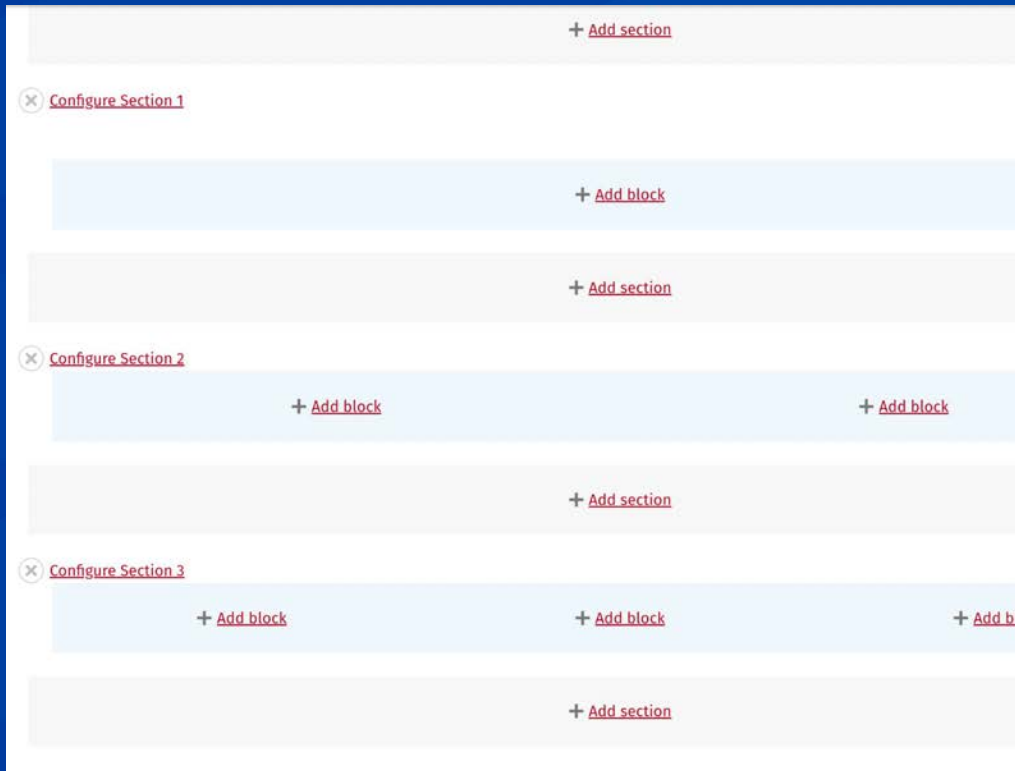 + Add section
Configure Section 1
+ Add block
+ Add section
Configure Section 2
+ Add block + Add block
+ Add section
Configure Section 3
+ Add block + Add block + Add b
+ Add section